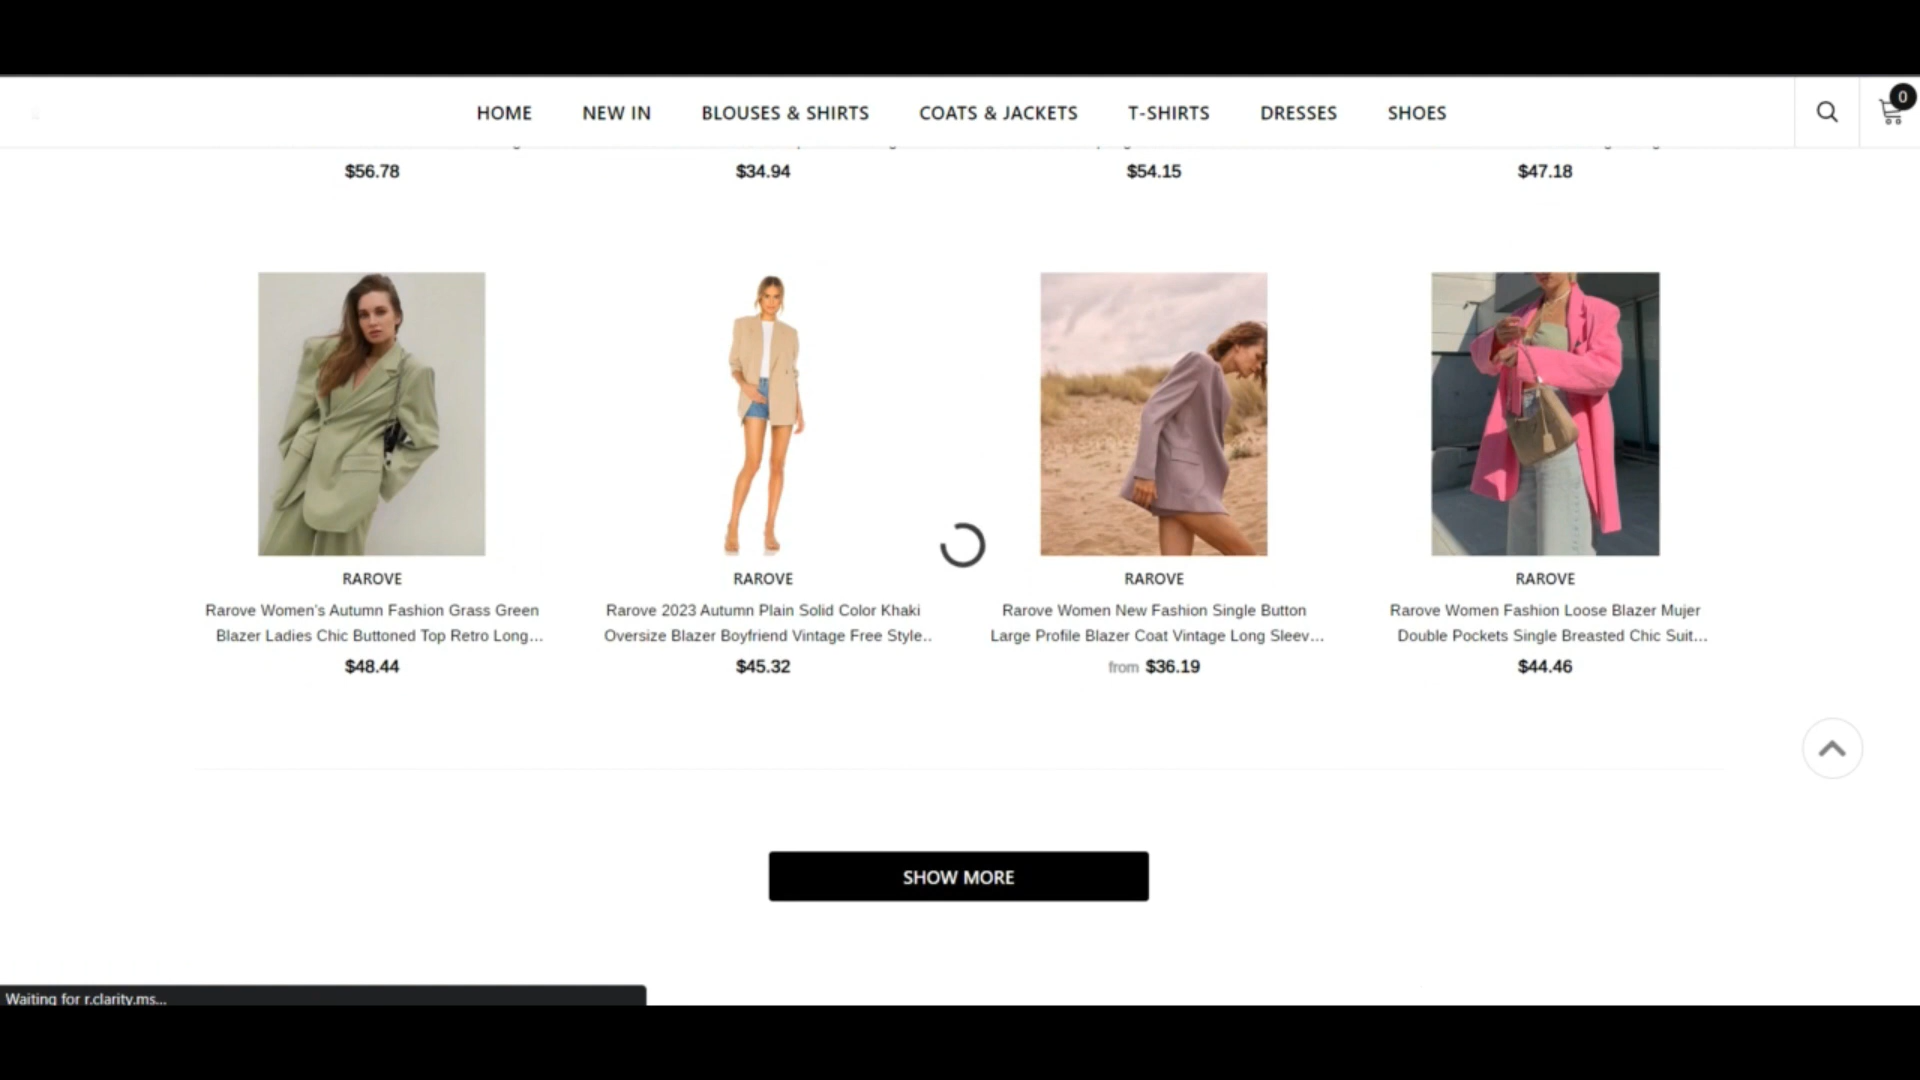 HOME NEW IN BLOUSES & SHIRTS COATS & JACKETS T-SHIRTS DRESSES SHOES 0
$56.78 $34.94 $54.15 $47.18
RAROVE
Rarove Women's Autumn Fashion Grass Green
Blazer Ladies Chic Buttoned Top Retro Long...
$48.44
RAROVE
Rarove 2023 Autumn Plain Solid Color Khaki
Oversize Blazer Boyfriend Vintage Free Style..
$45.32
RAROVE
Rarove Women New Fashion Single Button
Large Profile Blazer Coat Vintage Long Sleev...
from $36.19
RAROVE
Rarove Women Fashion Loose Blazer Mujer
Double Pockets Single Breasted Chic Suit...
$44.46
SHOW MORE
Waiting for r.clarity.ms...